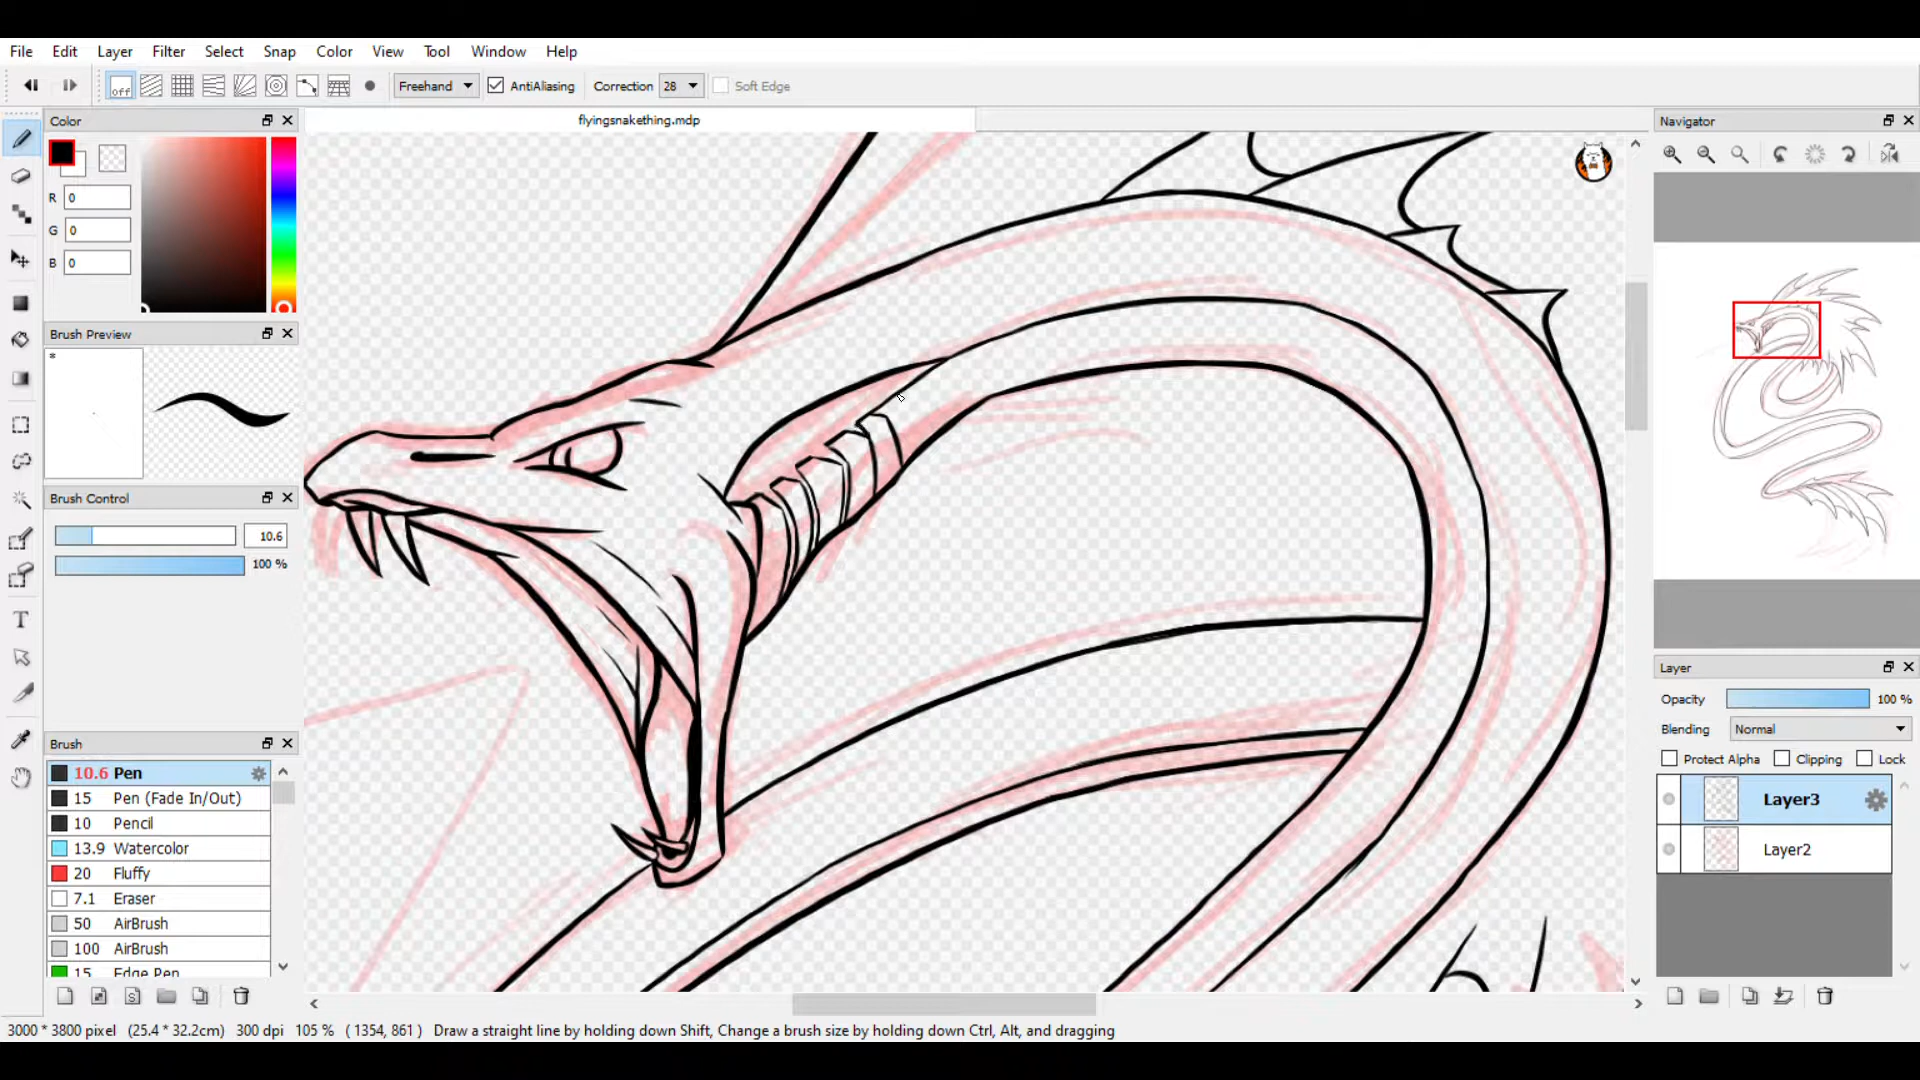 File Edit Layer Filter Select Snap Color View Tool Window Help
off Freehand AntiAliasing Correction 28 Soft Edge
Color
flyingsnakething.mdp
Navigator
R 0
G 0
B 0
Brush Preview
*
Brush Control
10.6
100 %
Brush
10.6 Pen
15 Pen (Fade In/Out)
10 Pencil
13.9 Watercolor
20 Fluffy
7.1 Eraser
50 AirBrush
100 AirBrush
15 Edge Pen
Layer
Opacity 100 %
Blending Normal
Protect Alpha Clipping Lock
Layer3
Layer2
3000 * 3800 pixel (25.4 * 32.2cm) 300 dpi 105 % ( 1354, 861 ) Draw a straight line by holding down Shift, Change a brush size by holding down Ctrl, Alt, and dragging